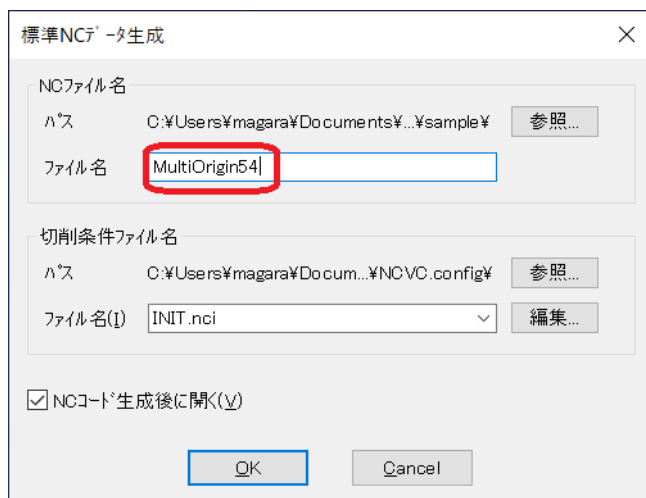 標準NCﾃﾞｰﾀ生成
NCﾌｧｲﾙ名
ﾊﾟｽ C:¥Users¥magara¥Documents¥...¥sample¥ 参照...
ﾌｧｲﾙ名 MultiOrigin54
切削条件ﾌｧｲﾙ名
ﾊﾟｽ C:¥Users¥magara¥Docum...¥NCVC.config¥ 参照...
ﾌｧｲﾙ名(I) INIT.nci 編集...
NCｺｰﾄﾞ生成後に開く(V)
OK Cancel